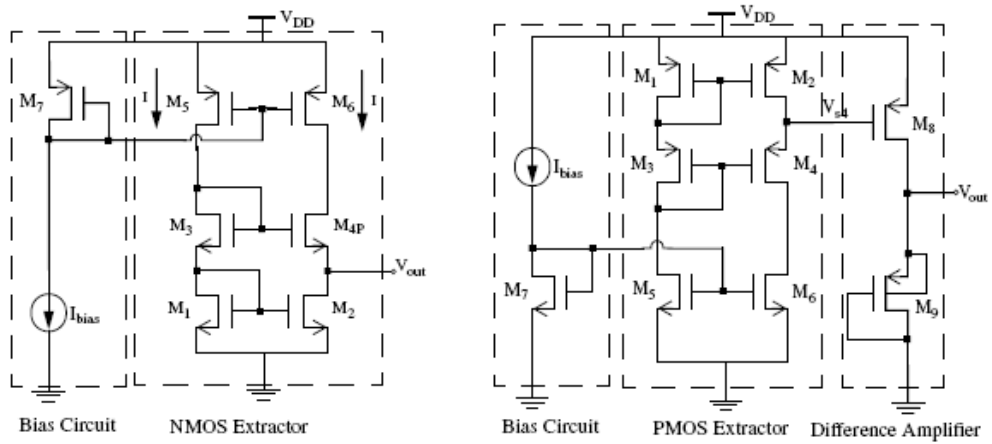 V_DD
M_7
I
M_5
M_6
I
M_3
M_4P
V_out
I_bias
M_1
M_2
Bias Circuit
NMOS Extractor
V_DD
M_1
M_2
V_s4
M_8
I_bias
M_3
M_4
V_out
M_7
M_5
M_6
M_9
Bias Circuit
PMOS Extractor
Difference Amplifier